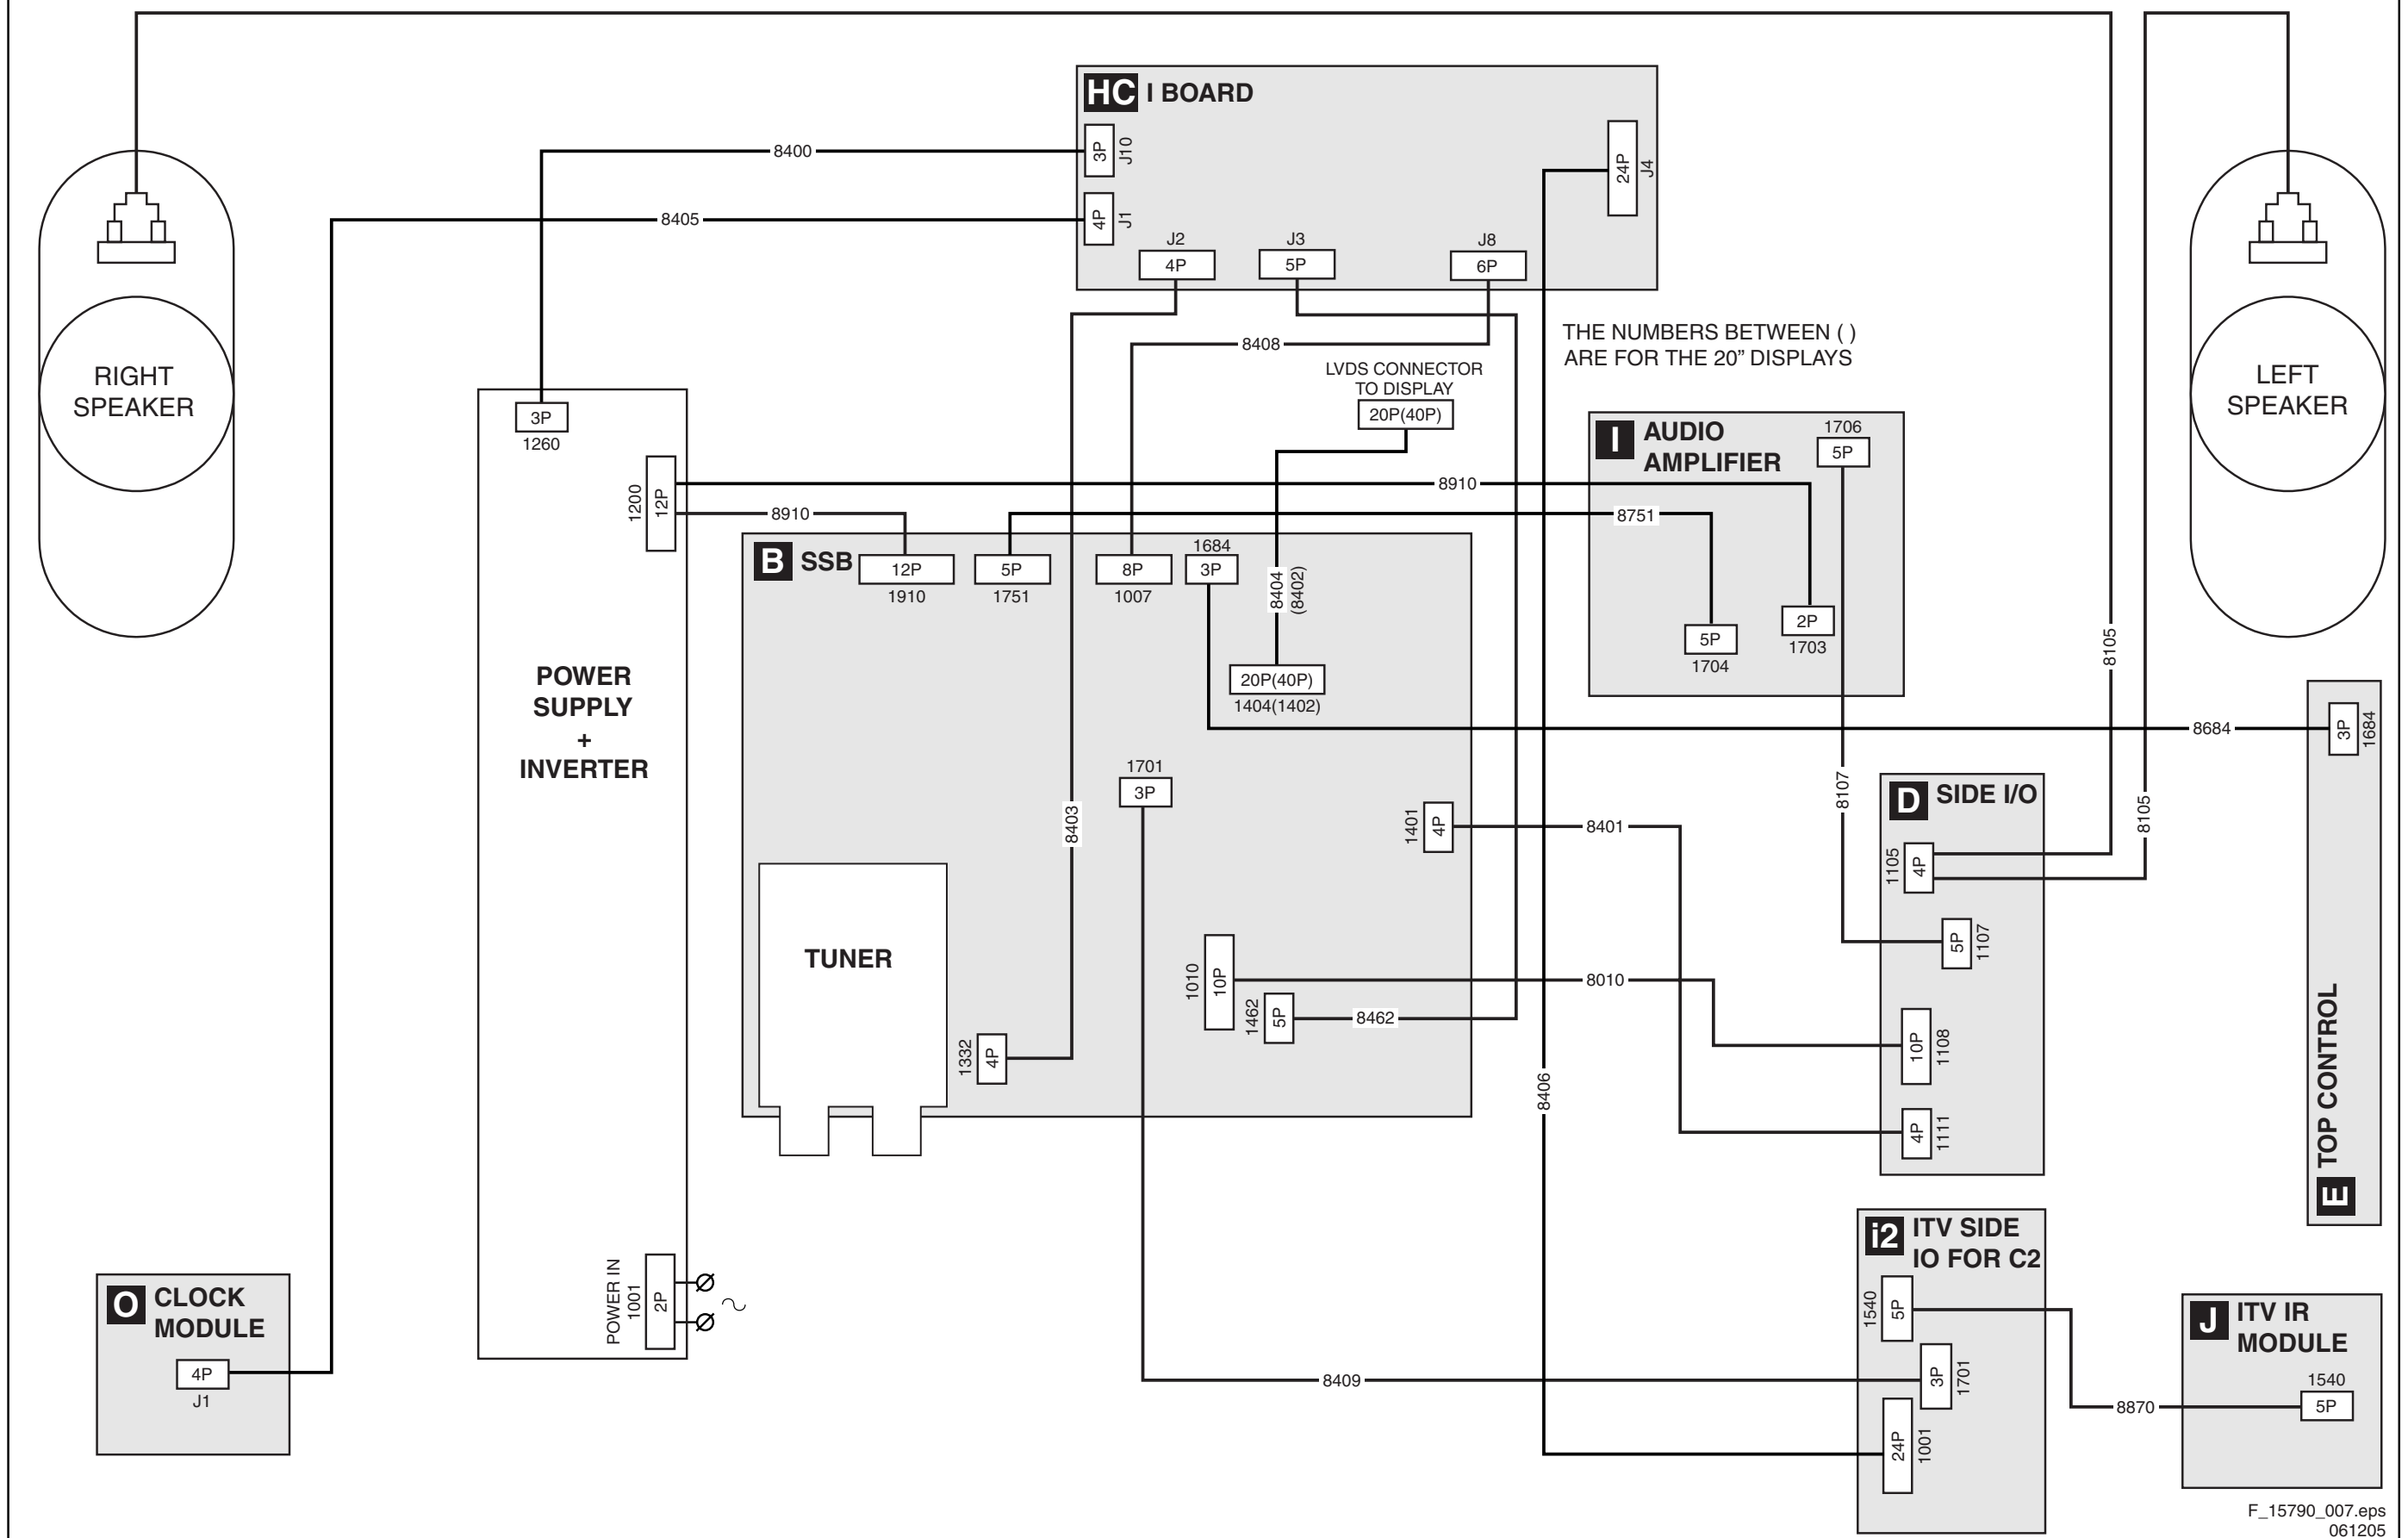 HC I BOARD
3P
J10
4P
J1
J2
4P
J3
5P
J8
6P
24P
J4
8400
8405
8408
THE NUMBERS BETWEEN ( )
ARE FOR THE 20” DISPLAYS
LVDS CONNECTOR
TO DISPLAY
20P(40P)
RIGHT
SPEAKER
LEFT
SPEAKER
3P
1260
1200
12P
8910
8910
8751
POWER
SUPPLY
+
INVERTER
POWER IN
1001
2P
I AUDIO
AMPLIFIER
1706
5P
5P
1704
2P
1703
B SSB
12P
1910
5P
1751
8P
1007
1684
3P
8404
(8402)
20P(40P)
1404(1402)
1701
3P
8403
1401
4P
TUNER
1332
4P
1010
10P
1462
5P
8462
8401
8010
8406
8409
8107
8105
8105
8684
D SIDE I/O
1105
4P
5P
1107
10P
1108
4P
1111
3P
1684
E TOP CONTROL
O CLOCK
MODULE
4P
J1
i2 ITV SIDE
IO FOR C2
1540
5P
3P
1701
24P
1001
8870
J ITV IR
MODULE
1540
5P
F_15790_007.eps
061205